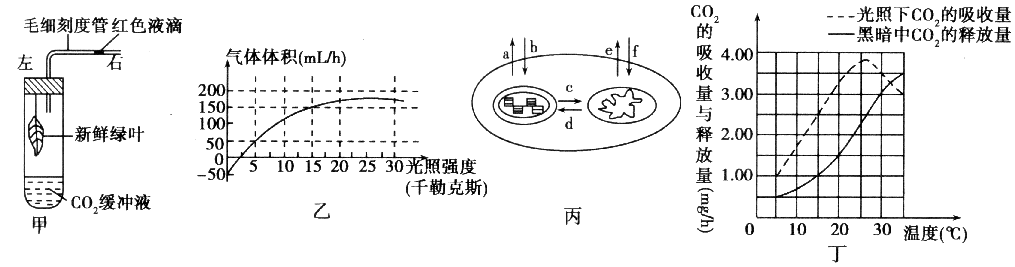 毛细刻度管 红色液滴
左
右
新鲜绿叶
CO₂缓冲液
甲
气体体积(mL/h)
200
150
100
50
0
-50
5 10 15 20 25 30 光照强度
(千勒克斯)
乙
a b e f
c
d
丙
CO₂的吸收量与释放量(mg/h)
---光照下CO₂的吸收量
—黑暗中CO₂的释放量
4.00
3.00
2.00
1.00
0 10 20 30 温度(℃)
丁